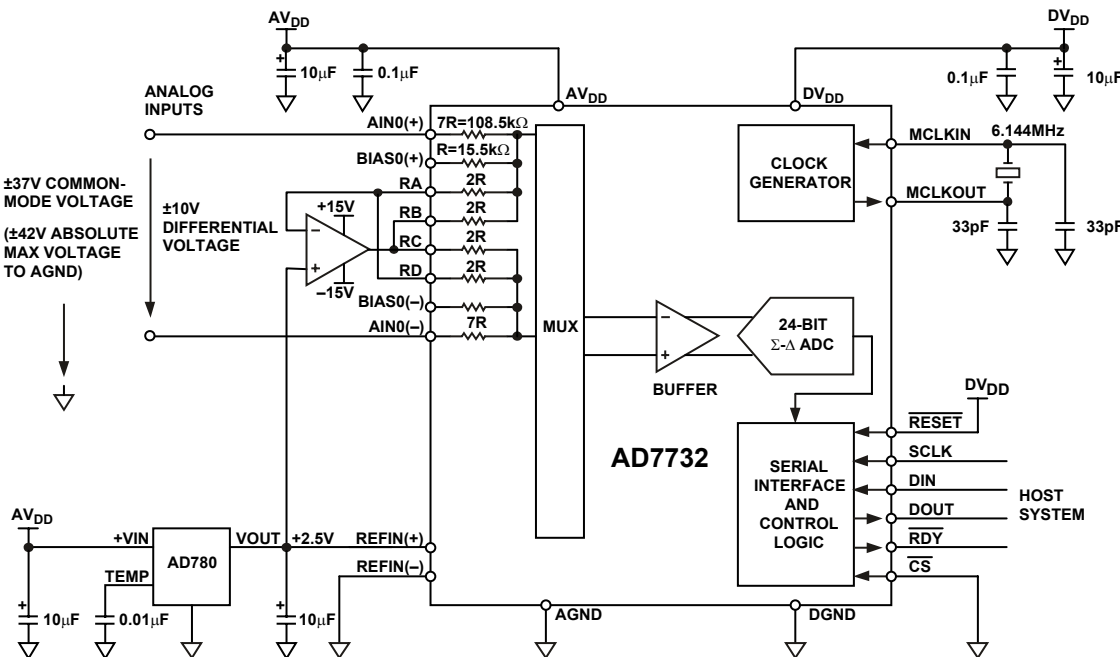 AVDD
10µF
0.1µF
DVDD
0.1µF
10µF
ANALOG
INPUTS
AVDD
DVDD
AIN0(+)
7R=108.5kΩ
BIAS0(+)
R=15.5kΩ
RA
2R
RB
2R
RC
2R
RD
2R
BIAS0(–)
AIN0(–)
7R
±37V COMMON-
MODE VOLTAGE
(±42V ABSOLUTE
MAX VOLTAGE
TO AGND)
±10V
DIFFERENTIAL
VOLTAGE
+15V
–
+
–15V
MUX
CLOCK
GENERATOR
MCLKIN
6.144MHz
MCLKOUT
33pF
33pF
–
+
BUFFER
24-BIT
Σ-Δ ADC
AD7732
SERIAL
INTERFACE
AND
CONTROL
LOGIC
DVDD
RESET
SCLK
DIN
DOUT
RDY
CS
HOST
SYSTEM
AVDD
+VIN
AD780
VOUT
+2.5V
REFIN(+)
TEMP
REFIN(–)
10µF
0.01µF
10µF
AGND
DGND